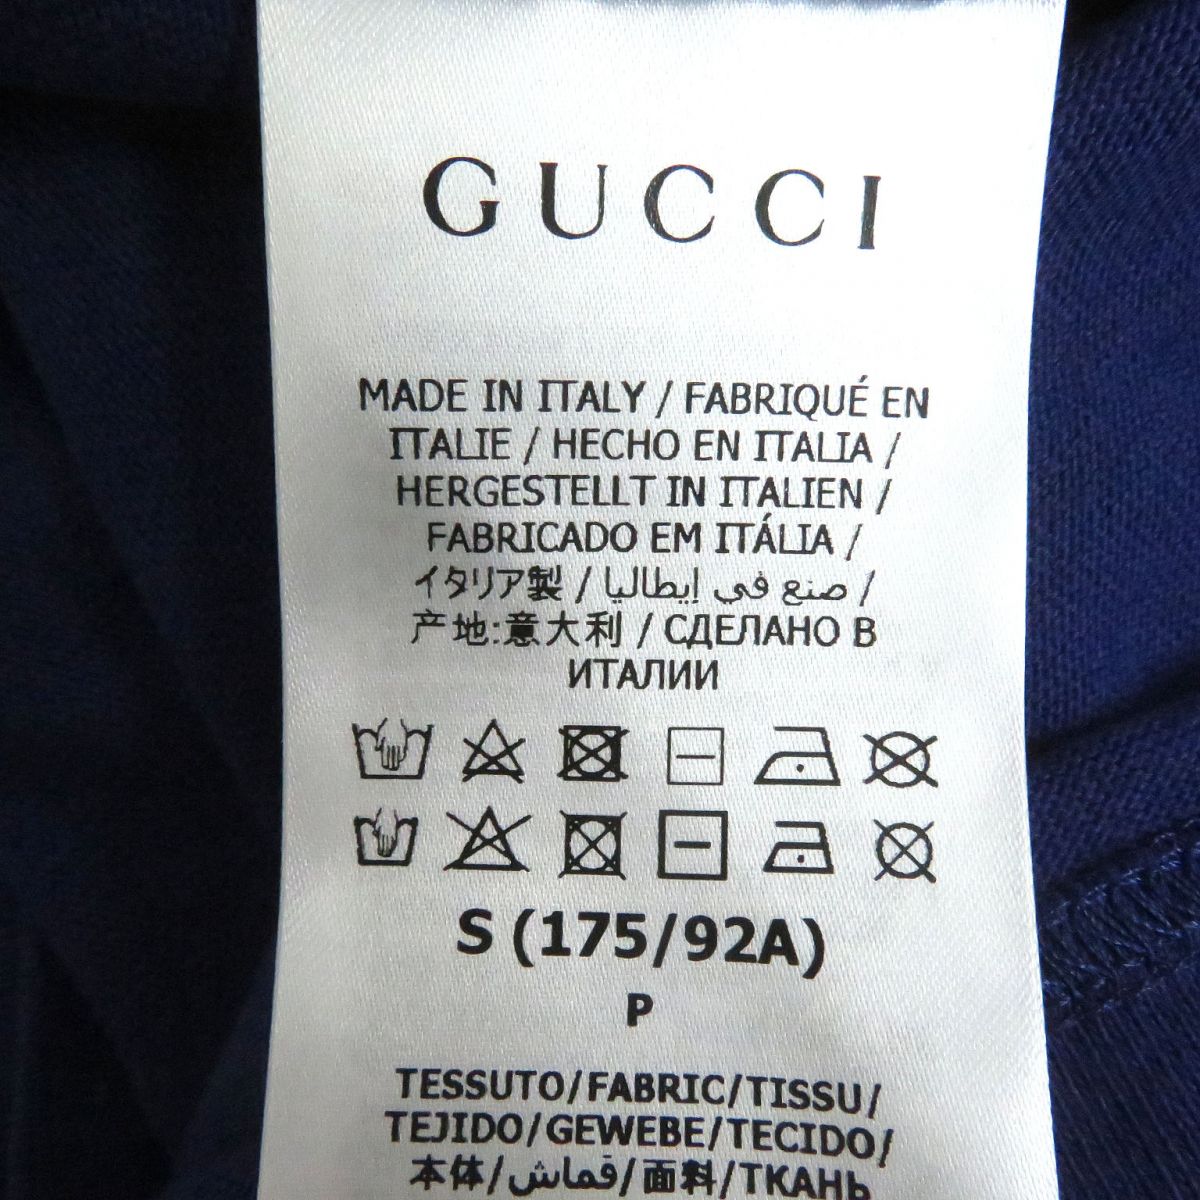 GUCCI
MADE IN ITALY / FABRIQUÉ EN
ITALIE / HECHO EN ITALIA /
HERGESTELLT IN ITALIEN /
FABRICADO EM ITÁLIA /
イタリア製 / صنع في إيطاليا /
产地:意大利 / СДЕЛАНО В
ИТАЛИИ
S (175/92A)
P
TESSUTO/FABRIC/TISSU/
TEJIDO/GEWEBE/TECIDO/
本体/قماش/面料/ТКАНЬ